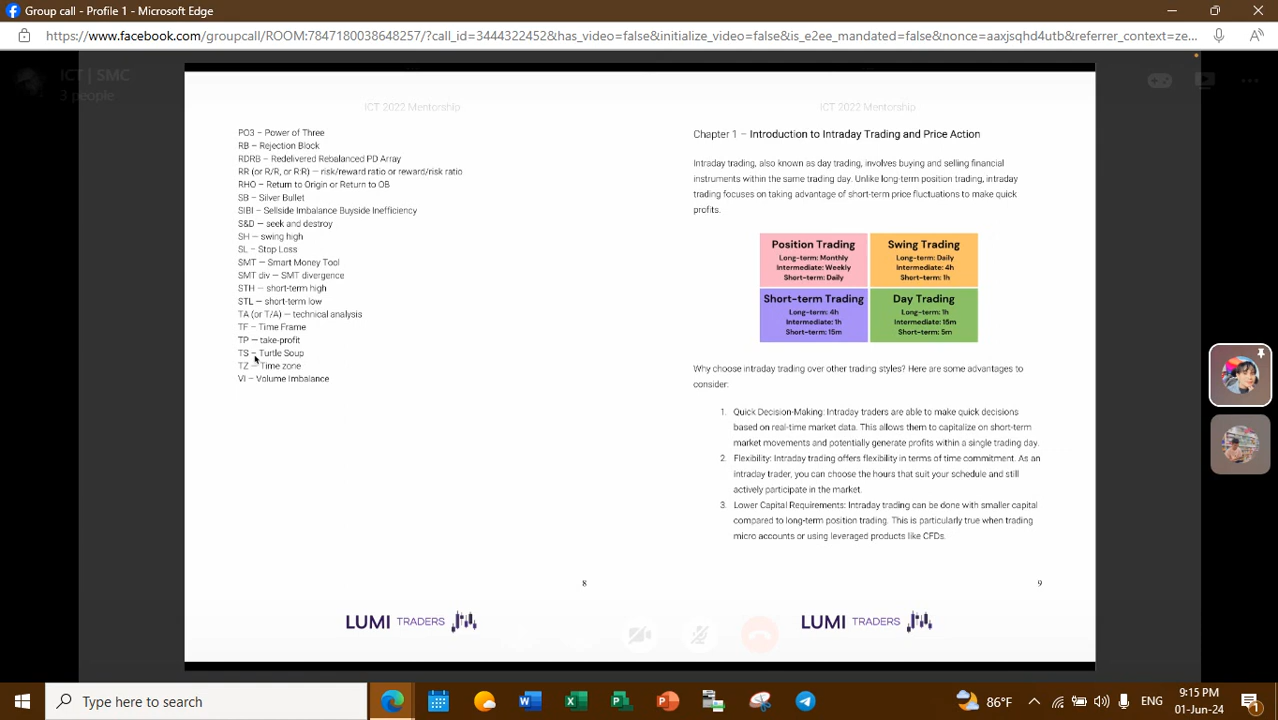 Group call - Profile 1 - Microsoft Edge
https://www.facebook.com/groupcall/ROOM:7847180038648257/?call_id=3444322452&has_video=false&initialize_video=false&is_e2ee_mandated=false&nonce=aaxjsqhd4utb&referrer_context=ze...
ICT | SMC
3 people
ICT 2022 Mentorship
PO3 – Power of Three
RB – Rejection Block
RDRB – Redelivered Rebalanced PD Array
RR (or R/R, or R:R) — risk/reward ratio or reward/risk ratio
RHO – Return to Origin or Return to OB
SB – Silver Bullet
SIBI – Sellside Imbalance Buyside Inefficiency
S&D — seek and destroy
SH — swing high
SL – Stop Loss
SMT — Smart Money Tool
SMT div — SMT divergence
STH — short-term high
STL — short-term low
TA (or T/A) — technical analysis
TF – Time Frame
TP — take-profit
TS – Turtle Soup
TZ – Time zone
VI – Volume Imbalance
8
LUMI TRADERS
ICT 2022 Mentorship
Chapter 1 – Introduction to Intraday Trading and Price Action
Intraday trading, also known as day trading, involves buying and selling financial
instruments within the same trading day. Unlike long-term position trading, intraday
trading focuses on taking advantage of short-term price fluctuations to make quick
profits.
Position Trading
Long-term: Monthly
Intermediate: Weekly
Short-term: Daily
Swing Trading
Long-term: Daily
Intermediate: 4h
Short-term: 1h
Short-term Trading
Long-term: 4h
Intermediate: 1h
Short-term: 15m
Day Trading
Long-term: 1h
Intermediate: 15m
Short-term: 5m
Why choose intraday trading over other trading styles? Here are some advantages to
consider:
1. Quick Decision-Making: Intraday traders are able to make quick decisions
based on real-time market data. This allows them to capitalize on short-term
market movements and potentially generate profits within a single trading day.
2. Flexibility: Intraday trading offers flexibility in terms of time commitment. As an
intraday trader, you can choose the hours that suit your schedule and still
actively participate in the market.
3. Lower Capital Requirements: Intraday trading can be done with smaller capital
compared to long-term position trading. This is particularly true when trading
micro accounts or using leveraged products like CFDs.
9
LUMI TRADERS
Type here to search
86°F
ENG
9:15 PM
01-Jun-24
1